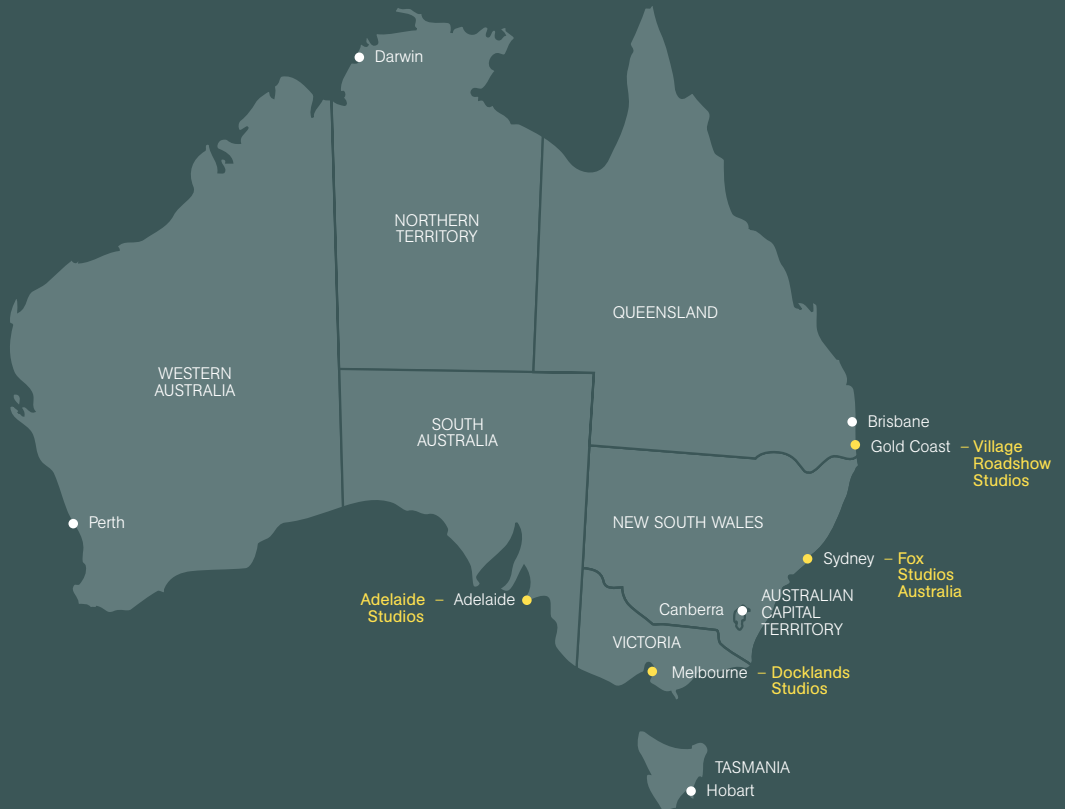 Darwin
NORTHERN
TERRITORY
QUEENSLAND
WESTERN
AUSTRALIA
SOUTH
AUSTRALIA
Brisbane
Gold Coast – Village
Roadshow
Studios
Perth
NEW SOUTH WALES
Sydney – Fox
Studios
Australia
Adelaide – Adelaide
Studios
Canberra
AUSTRALIAN
CAPITAL
TERRITORY
VICTORIA
Melbourne – Docklands
Studios
TASMANIA
Hobart